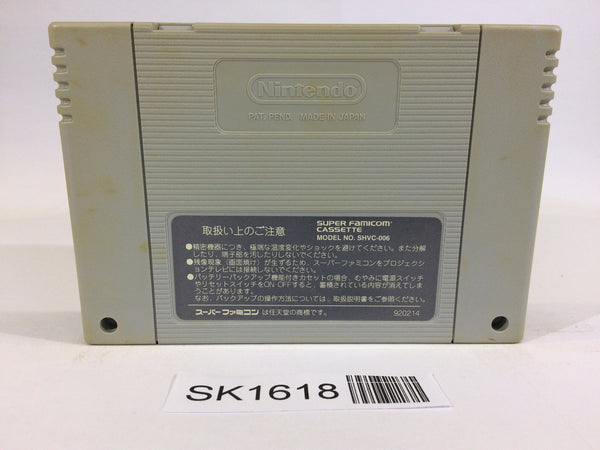 Nintendo
PAT. PEND. MADE IN JAPAN
取扱い上のご注意
SUPER FAMICOM
CASSETTE
MODEL NO. SHVC-006
●精密機器につき、極端な温度変化やショックを避けてください。また分解
したり、端子部を汚したりしないでください。
●残像現象（画面焼け）が生ずるため、スーパーファミコンをプロジェクシ
ョンテレビには接続しないでください。
●バッテリーバックアップ機能付きカセットの場合、むやみに電源スイッチ
やリセットスイッチをON・OFFすると、蓄積されている内容が消えてしま
うことがあります。
なお、バックアップの操作方法については、取扱説明書をご参照ください。
スーパーファミコン は任天堂の商標です。
920214
SK1618